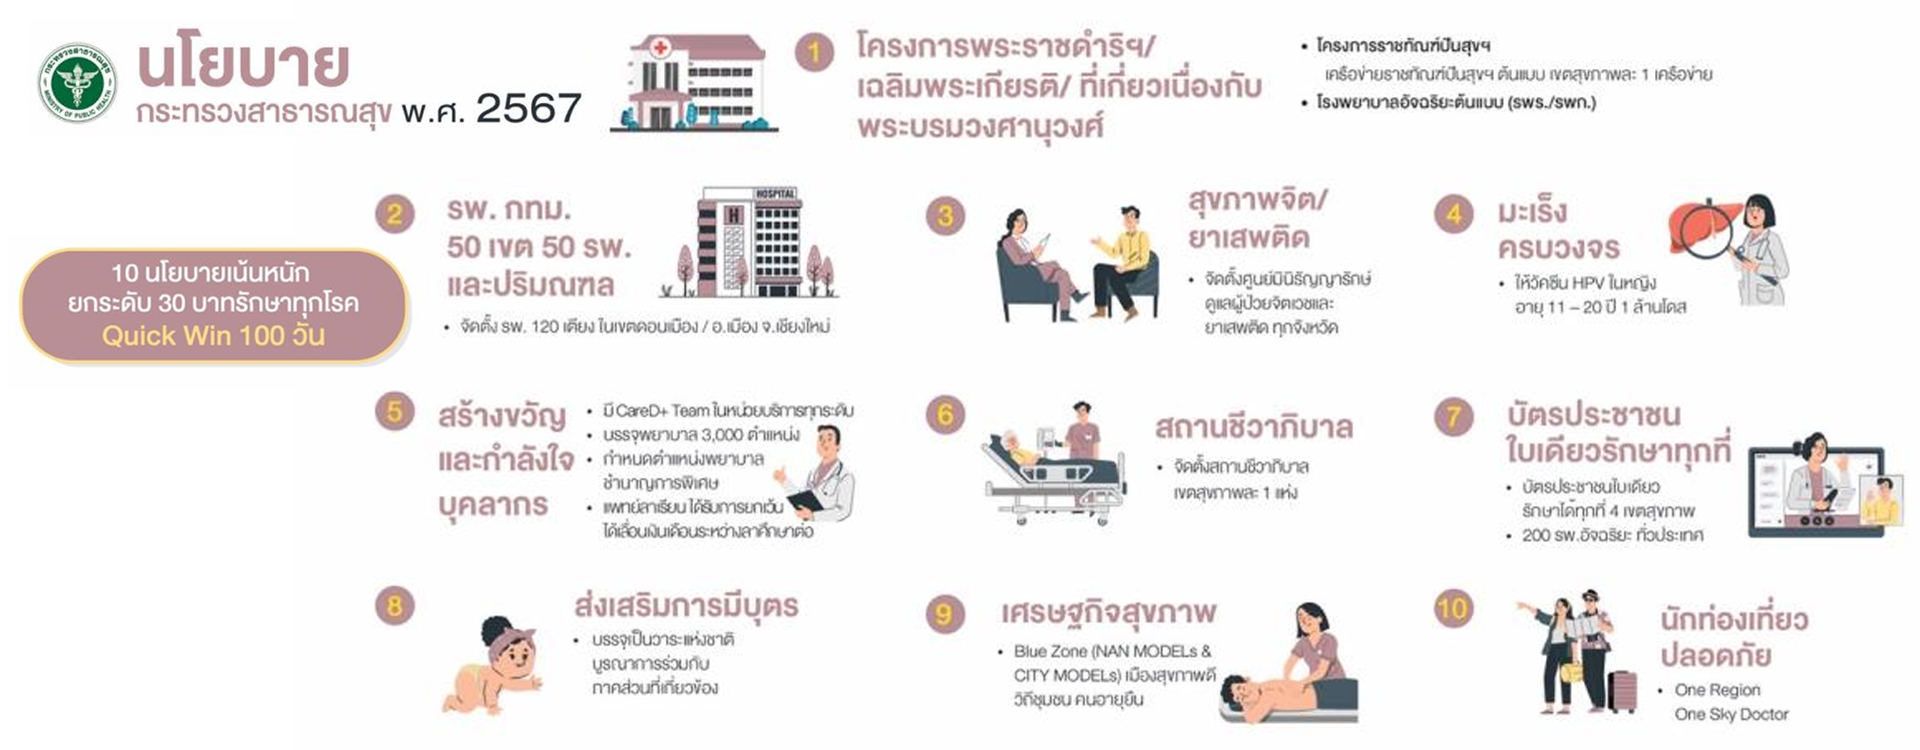 นโยบาย
กระทรวงสาธารณสุข พ.ศ. 2567
กระทรวงสาธารณสุข
MINISTRY OF PUBLIC HEALTH
10 นโยบายเน้นหนัก
ยกระดับ 30 บาทรักษาทุกโรค
Quick Win 100 วัน
1
โครงการพระราชดำริฯ/
เฉลิมพระเกียรติ/ ที่เกี่ยวเนื่องกับ
พระบรมวงศานุวงศ์
• โครงการราชทัณฑ์ปันสุขฯ
เครือข่ายราชทัณฑ์ปันสุขฯ ต้นแบบ เขตสุขภาพละ 1 เครือข่าย
• โรงพยาบาลอัจฉริยะต้นแบบ (รพร./รพก.)
2
รพ. กทม.
50 เขต 50 รพ.
และปริมณฑล
HOSPITAL
H
• จัดตั้ง รพ. 120 เตียง ในเขตดอนเมือง / อ.เมือง จ.เชียงใหม่
3
สุขภาพจิต/
ยาเสพติด
• จัดตั้งศูนย์มินิธัญญารักษ์
ดูแลผู้ป่วยจิตเวชและ
ยาเสพติด ทุกจังหวัด
4
มะเร็ง
ครบวงจร
• ให้วัคซีน HPV ในหญิง
อายุ 11 – 20 ปี 1 ล้านโดส
5
สร้างขวัญ
และกำลังใจ
บุคลากร
• มี CareD+ Team ในหน่วยบริการทุกระดับ
• บรรจุพยาบาล 3,000 ตำแหน่ง
• กำหนดตำแหน่งพยาบาล
ชำนาญการพิเศษ
• แพทย์ลาเรียน ได้รับการยกเว้น
ได้เลื่อนเงินเดือนระหว่างลาศึกษาต่อ
6
สถานชีวาภิบาล
• จัดตั้งสถานชีวาภิบาล
เขตสุขภาพละ 1 แห่ง
7
บัตรประชาชน
ใบเดียวรักษาทุกที่
• บัตรประชาชนใบเดียว
รักษาได้ทุกที่ 4 เขตสุขภาพ
• 200 รพ.อัจฉริยะ ทั่วประเทศ
8
ส่งเสริมการมีบุตร
• บรรจุเป็นวาระแห่งชาติ
บูรณาการร่วมกับ
ภาคส่วนที่เกี่ยวข้อง
9
เศรษฐกิจสุขภาพ
• Blue Zone (NAN MODELs &
CITY MODELs) เมืองสุขภาพดี
วิถีชุมชน คนอายุยืน
10
นักท่องเที่ยว
ปลอดภัย
• One Region
One Sky Doctor